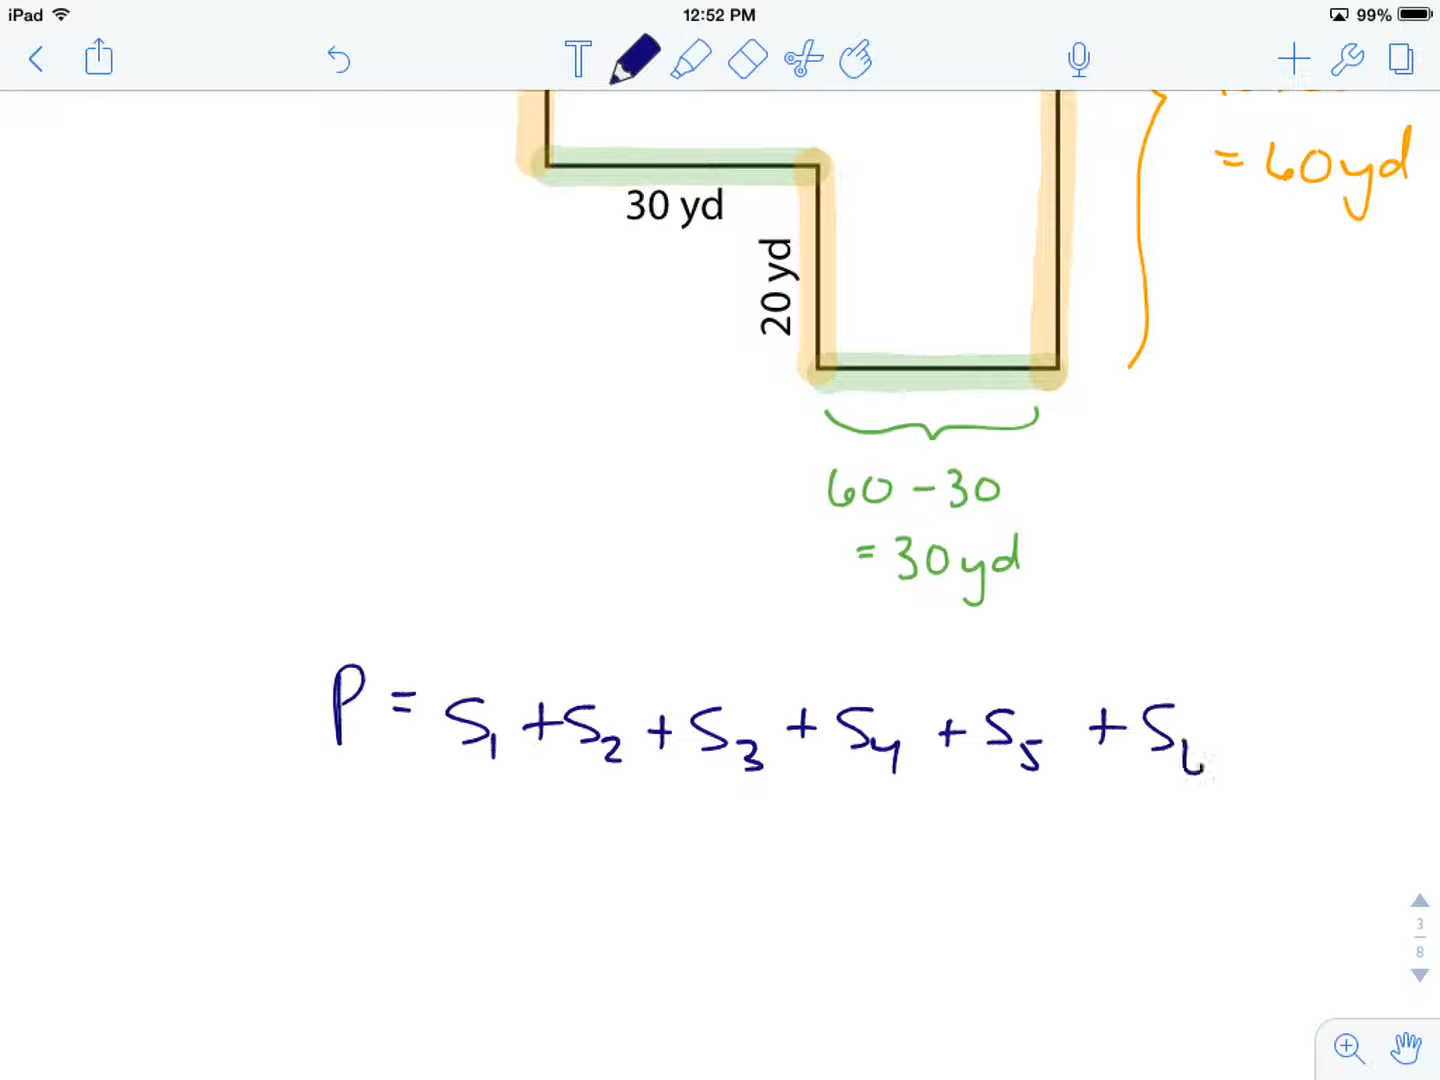 iPad 12:52 PM 99%
T
= 60yd
30 yd
20 yd
60 - 30
= 30yd
P = S₁ + S₂ + S₃ + S₄ + S₅ + S
3
8